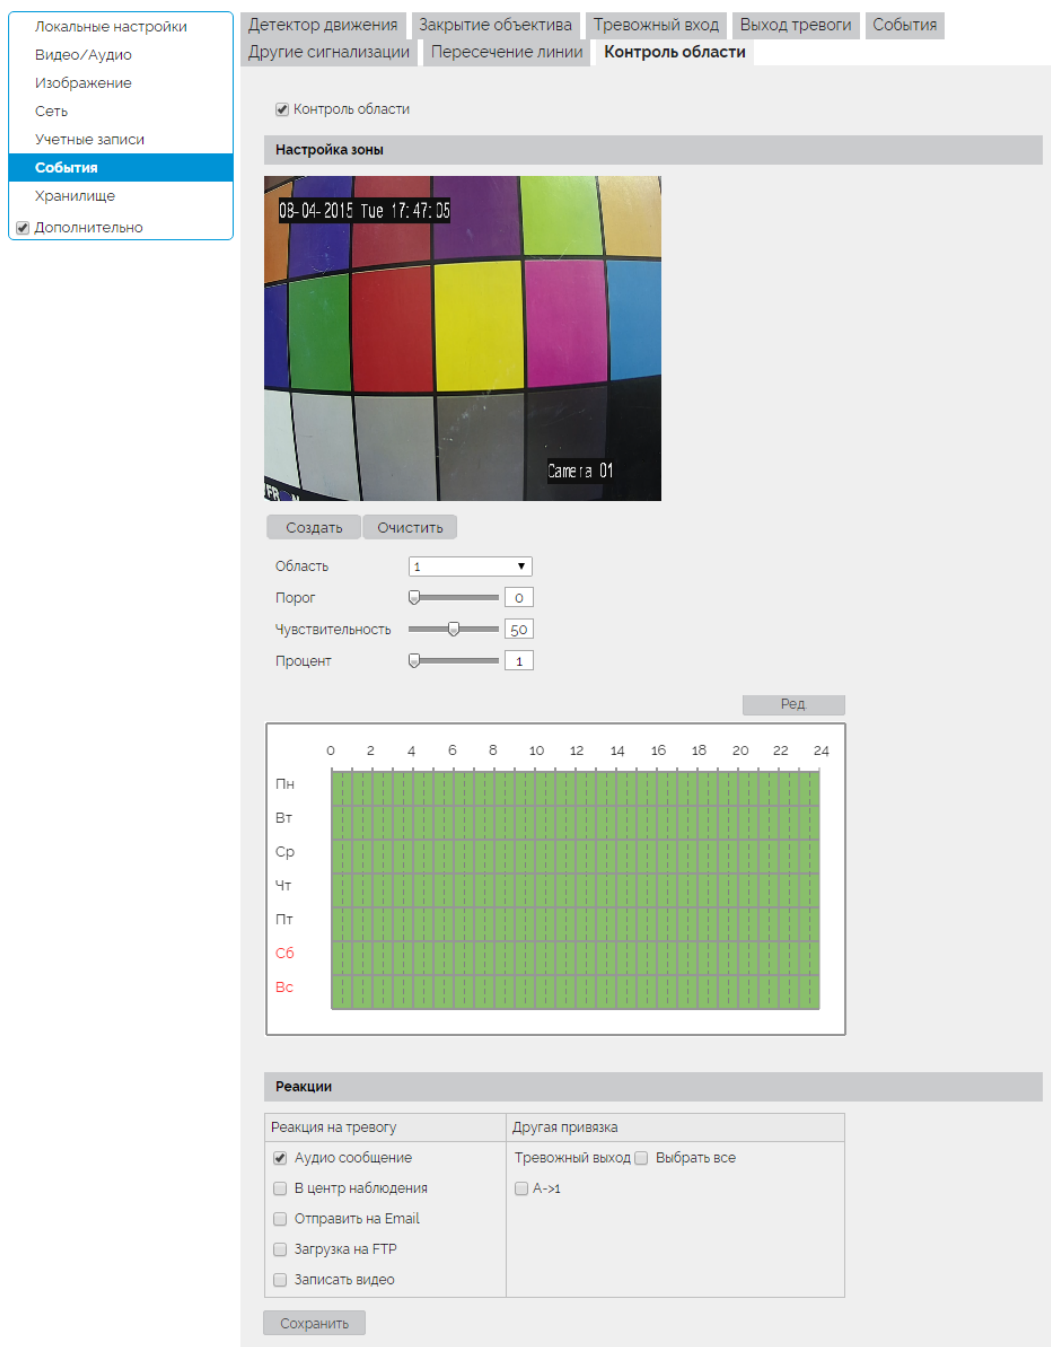 Локальные настройки
Видео/Аудио
Изображение
Сеть
Учетные записи
События
Хранилище
Дополнительно
Детектор движения Закрытие объектива Тревожный вход Выход тревоги События
Другие сигнализации Пересечение линии Контроль области
Контроль области
Настройка зоны
08-04-2015 Tue 17:47:05
Camera 01
Создать Очистить
Область 1
Порог 0
Чувствительность 50
Процент 1
Ред.
0 2 4 6 8 10 12 14 16 18 20 22 24
Пн
Вт
Ср
Чт
Пт
Сб
Вс
Реакции
Реакция на тревогу Другая привязка
Аудио сообщение Тревожный выход Выбрать все
В центр наблюдения A->1
Отправить на Email
Загрузка на FTP
Записать видео
Сохранить